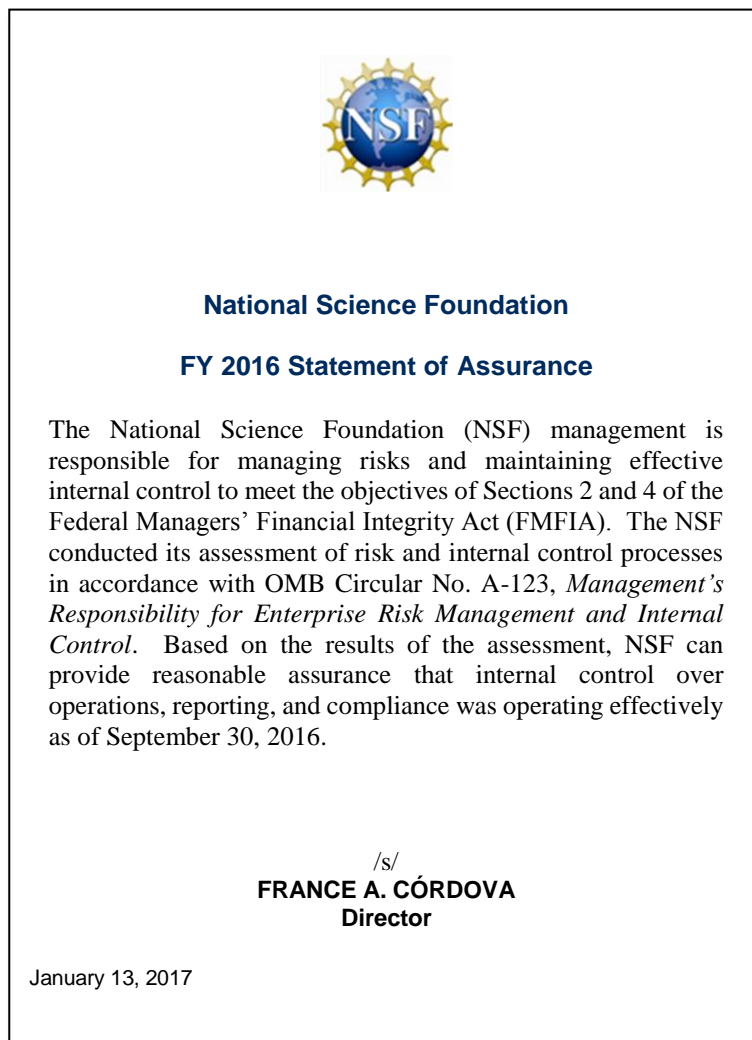 NSF
National Science Foundation
FY 2016 Statement of Assurance
The National Science Foundation (NSF) management is
responsible for managing risks and maintaining effective
internal control to meet the objectives of Sections 2 and 4 of the
Federal Managers’ Financial Integrity Act (FMFIA).  The NSF
conducted its assessment of risk and internal control processes
in accordance with OMB Circular No. A-123, Management’s
Responsibility for Enterprise Risk Management and Internal
Control.  Based on the results of the assessment, NSF can
provide reasonable assurance that internal control over
operations, reporting, and compliance was operating effectively
as of September 30, 2016.
/s/
FRANCE A. CÓRDOVA
Director
January 13, 2017